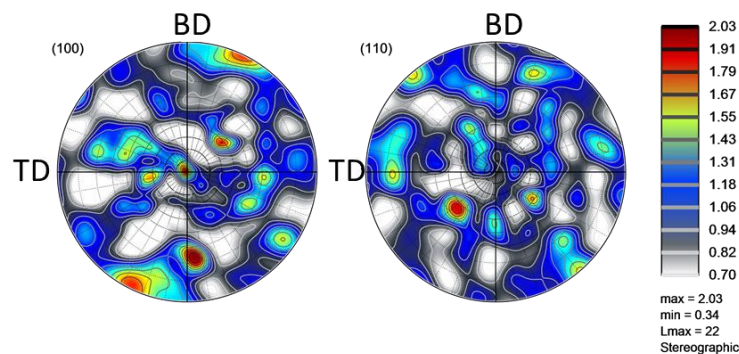 BD
BD
(100)
(110)
TD
TD
2.03
1.91
1.79
1.67
1.55
1.43
1.31
1.18
1.06
0.94
0.82
0.70
max = 2.03
min = 0.34
Lmax = 22
Stereographic